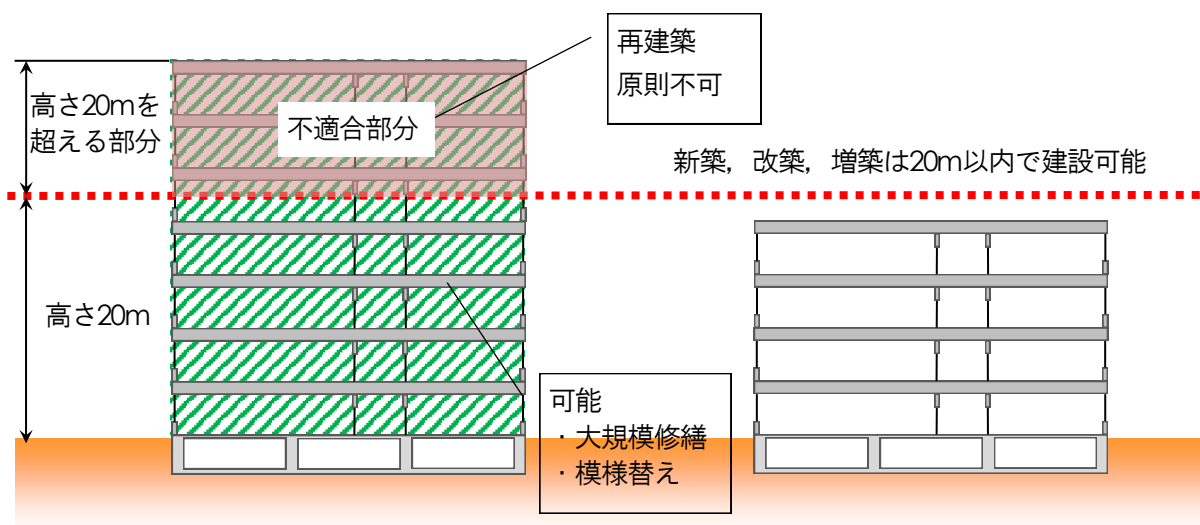 再建築
原則不可
高さ20mを
超える部分
不適合部分
新築，改築，増築は20m以内で建設可能
高さ20m
可能
・大規模修繕
・模様替え